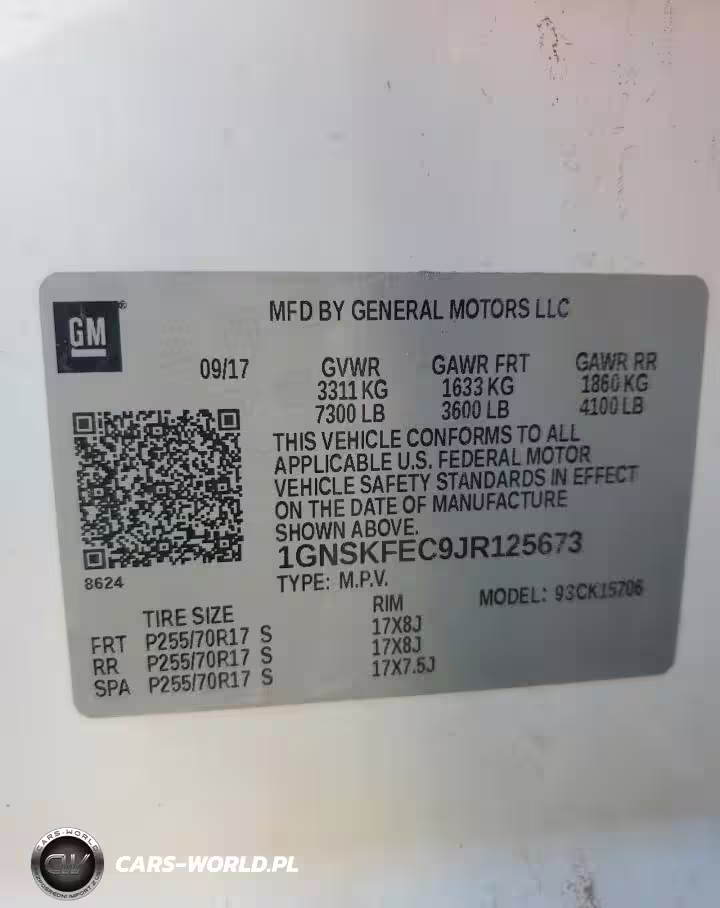 GM®
MFD BY GENERAL MOTORS LLC
09/17 GVWR GAWR FRT GAWR RR
3311 KG 1633 KG 1860 KG
7300 LB 3600 LB 4100 LB
THIS VEHICLE CONFORMS TO ALL
APPLICABLE U.S. FEDERAL MOTOR
VEHICLE SAFETY STANDARDS IN EFFECT
ON THE DATE OF MANUFACTURE
SHOWN ABOVE.
1GNSKFEC9JR125673
8624
TYPE: M.P.V. MODEL: 93CK15706
TIRE SIZE RIM
FRT P255/70R17 S 17X8J
RR P255/70R17 S 17X8J
SPA P255/70R17 S 17X7.5J
CARS-WORLD
CW
CARS-WORLD.PL